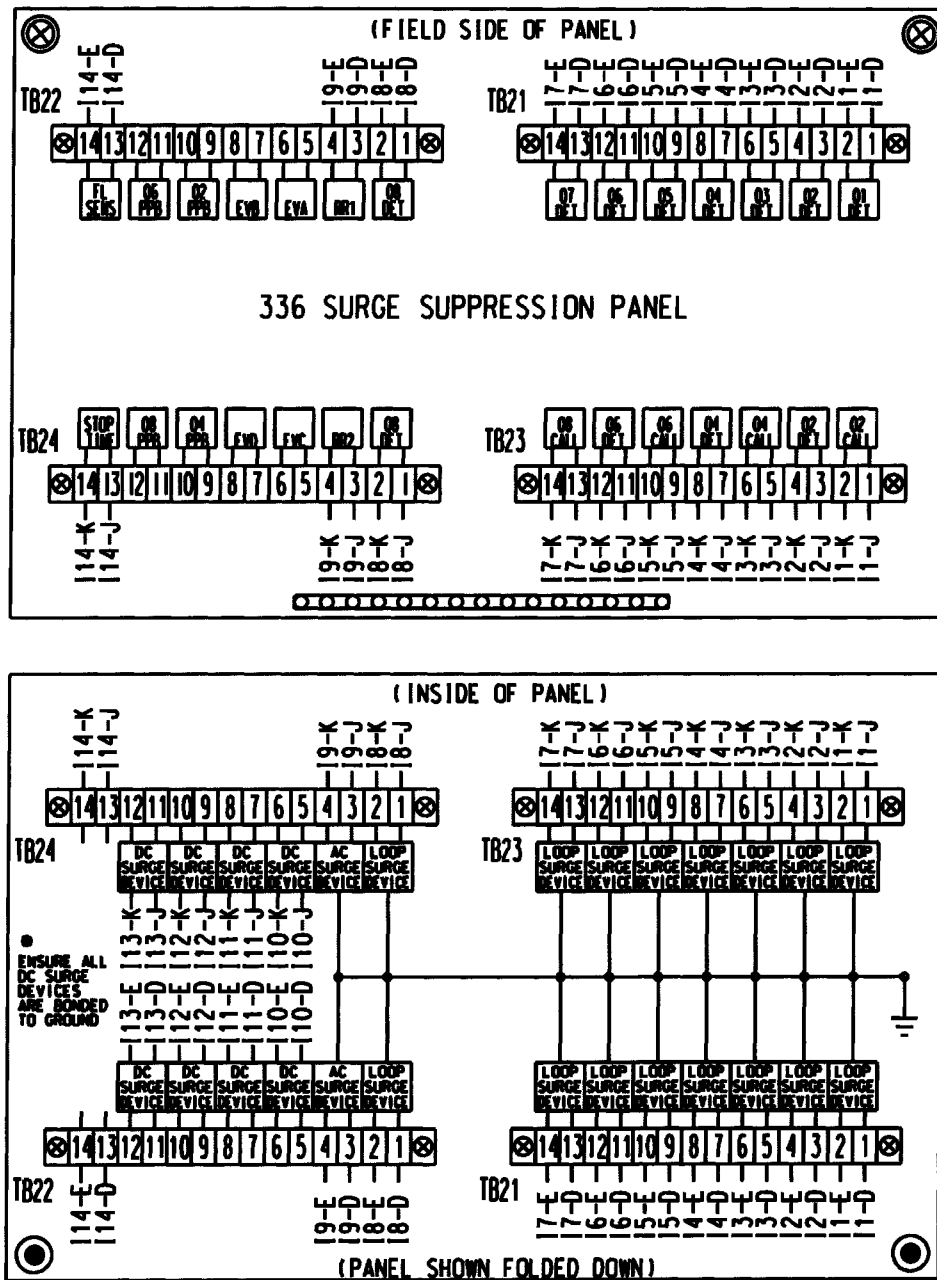 (FIELD SIDE OF PANEL)
I14-E I14-D I9-E I9-D I8-E I8-D
I7-E I7-D I6-E I6-D I5-E I5-D I4-E I4-D I3-E I3-D I2-E I2-D I1-E I1-D
TB22
TB21
14 13 12 11 10 9 8 7 6 5 4 3 2 1
14 13 12 11 10 9 8 7 6 5 4 3 2 1
FL SENS 06 PPB 02 PPB EVB EVA RR1 08 DET
07 DET 06 DET 05 DET 04 DET 03 DET 02 DET 01 DET
336 SURGE SUPPRESSION PANEL
STOP TIME 08 PPB 04 PPB EVD EVC RR2 08 DET
08 CALL 06 DET 06 CALL 04 DET 04 CALL 02 DET 02 CALL
TB24
TB23
14 13 12 11 10 9 8 7 6 5 4 3 2 1
14 13 12 11 10 9 8 7 6 5 4 3 2 1
I14-K I14-J I9-K I9-J I8-K I8-J
I7-K I7-J I6-K I6-J I5-K I5-J I4-K I4-J I3-K I3-J I2-K I2-J I1-K I1-J
(INSIDE OF PANEL)
I14-K I14-J I9-K I9-J I8-K I8-J
I7-K I7-J I6-K I6-J I5-K I5-J I4-K I4-J I3-K I3-J I2-K I2-J I1-K I1-J
14 13 12 11 10 9 8 7 6 5 4 3 2 1
14 13 12 11 10 9 8 7 6 5 4 3 2 1
TB24
TB23
DC DC DC DC AC LOOP
SURGE SURGE SURGE SURGE SURGE SURGE
DEVICE DEVICE DEVICE DEVICE DEVICE DEVICE
LOOP LOOP LOOP LOOP LOOP LOOP LOOP
SURGE SURGE SURGE SURGE SURGE SURGE SURGE
DEVICE DEVICE DEVICE DEVICE DEVICE DEVICE DEVICE
I13-K I13-J I12-K I12-J I11-K I11-J I10-K I10-J
ENSURE ALL
DC SURGE
DEVICES
ARE BONDED
TO GROUND
I13-E I13-D I12-E I12-D I11-E I11-D I10-E I10-D
DC DC DC DC AC LOOP
SURGE SURGE SURGE SURGE SURGE SURGE
DEVICE DEVICE DEVICE DEVICE DEVICE DEVICE
LOOP LOOP LOOP LOOP LOOP LOOP LOOP
SURGE SURGE SURGE SURGE SURGE SURGE SURGE
DEVICE DEVICE DEVICE DEVICE DEVICE DEVICE DEVICE
14 13 12 11 10 9 8 7 6 5 4 3 2 1
14 13 12 11 10 9 8 7 6 5 4 3 2 1
TB22
TB21
I14-E I14-D I9-E I9-D I8-E I8-D
I7-E I7-D I6-E I6-D I5-E I5-D I4-E I4-D I3-E I3-D I2-E I2-D I1-E I1-D
(PANEL SHOWN FOLDED DOWN)